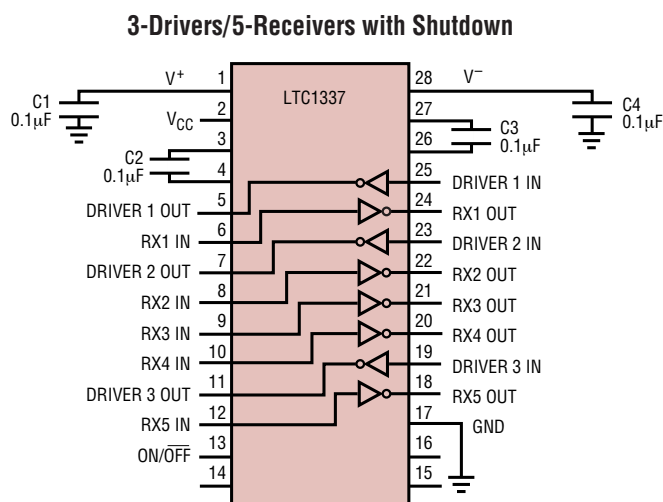 3-Drivers/5-Receivers with Shutdown
LTC1337
V+ 1 28 V−
C1
0.1µF
C4
0.1µF
VCC 2 27
3 26
C2
0.1µF
C3
0.1µF
4 25 DRIVER 1 IN
DRIVER 1 OUT 5 24 RX1 OUT
RX1 IN 6 23 DRIVER 2 IN
DRIVER 2 OUT 7 22 RX2 OUT
RX2 IN 8 21 RX3 OUT
RX3 IN 9 20 RX4 OUT
RX4 IN 10 19 DRIVER 3 IN
DRIVER 3 OUT 11 18 RX5 OUT
RX5 IN 12 17 GND
ON/OFF 13 16
14 15